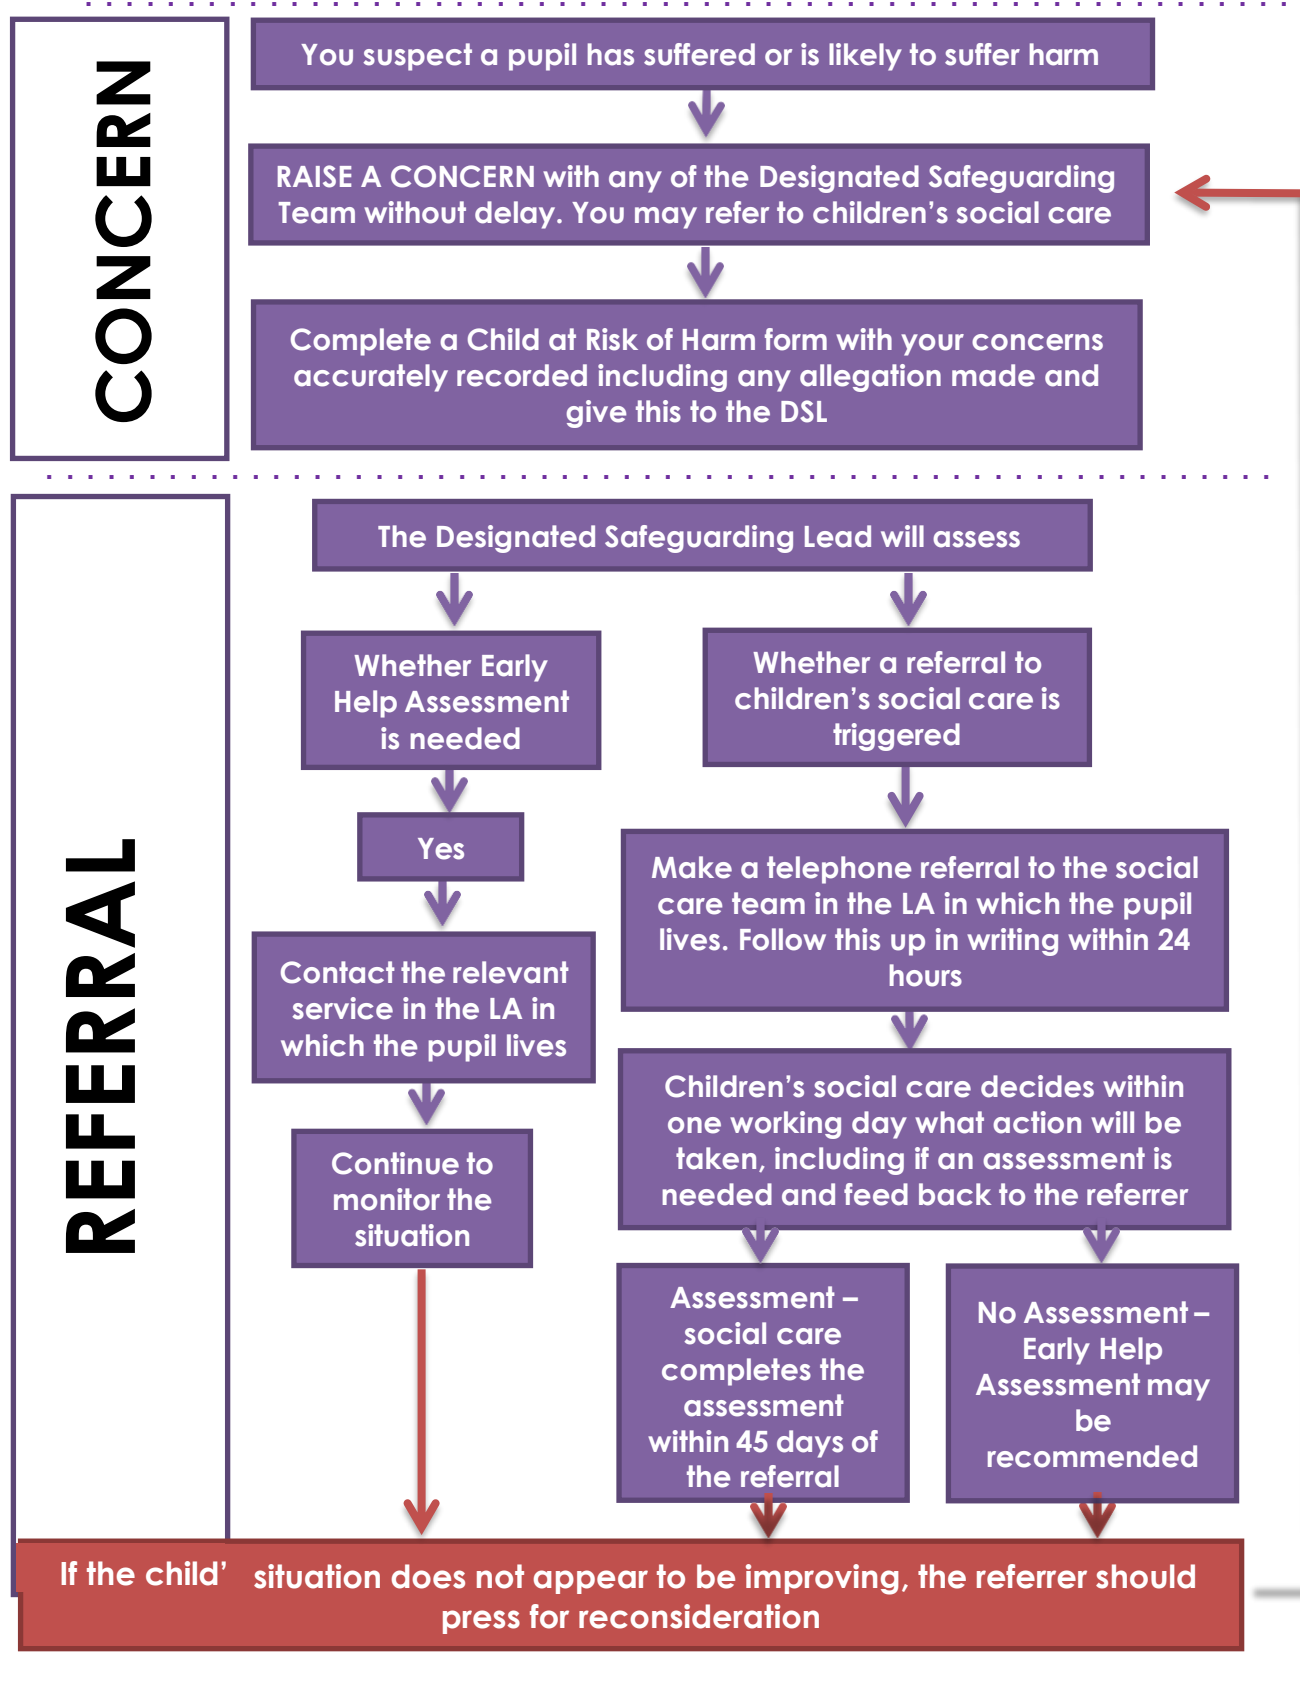 CONCERN
You suspect a pupil has suffered or is likely to suffer harm
RAISE A CONCERN with any of the Designated Safeguarding
Team without delay. You may refer to children’s social care
Complete a Child at Risk of Harm form with your concerns
accurately recorded including any allegation made and
give this to the DSL
REFERRAL
The Designated Safeguarding Lead will assess
Whether Early
Help Assessment
is needed
Yes
Contact the relevant
service in the LA in
which the pupil lives
Continue to
monitor the
situation
Whether a referral to
children’s social care is
triggered
Make a telephone referral to the social
care team in the LA in which the pupil
lives. Follow this up in writing within 24
hours
Children’s social care decides within
one working day what action will be
taken, including if an assessment is
needed and feed back to the referrer
Assessment –
social care
completes the
assessment
within 45 days of
the referral
No Assessment –
Early Help
Assessment may
be
recommended
If the child’ situation does not appear to be improving, the referrer should
press for reconsideration